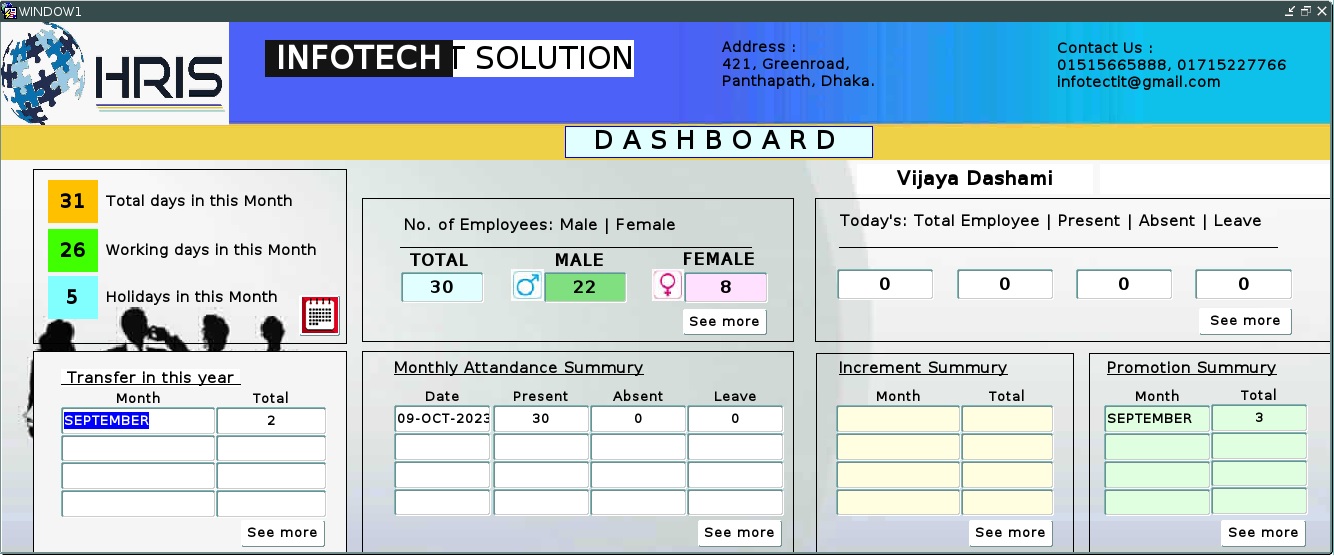 WINDOW1
HRIS
INFOTECH T SOLUTION
Address :
421, Greenroad,
Panthapath, Dhaka.
Contact Us :
01515665888, 01715227766
infotectit@gmail.com
DASHBOARD
31 Total days in this Month
26 Working days in this Month
5 Holidays in this Month
No. of Employees: Male | Female
TOTAL MALE FEMALE
30 22 8
See more
Vijaya Dashami
Today's: Total Employee | Present | Absent | Leave
0 0 0 0
See more
Transfer in this year
Month Total
SEPTEMBER 2
See more
Monthly Attandance Summury
Date Present Absent Leave
09-OCT-2023 30 0 0
See more
Increment Summury
Month Total
See more
Promotion Summury
Month Total
SEPTEMBER 3
See more